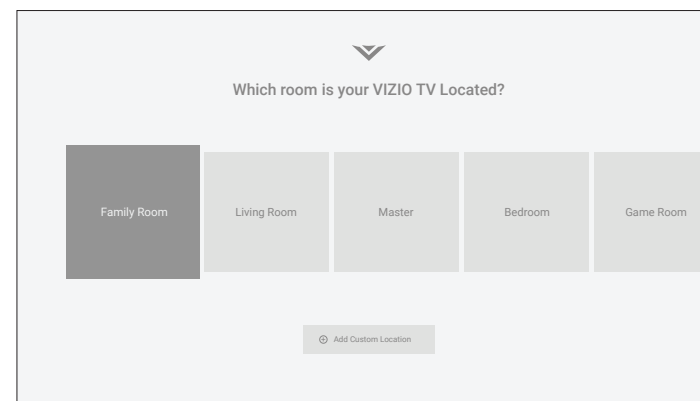 Which room is your VIZIO TV Located?
Family Room
Living Room
Master
Bedroom
Game Room
Add Custom Location